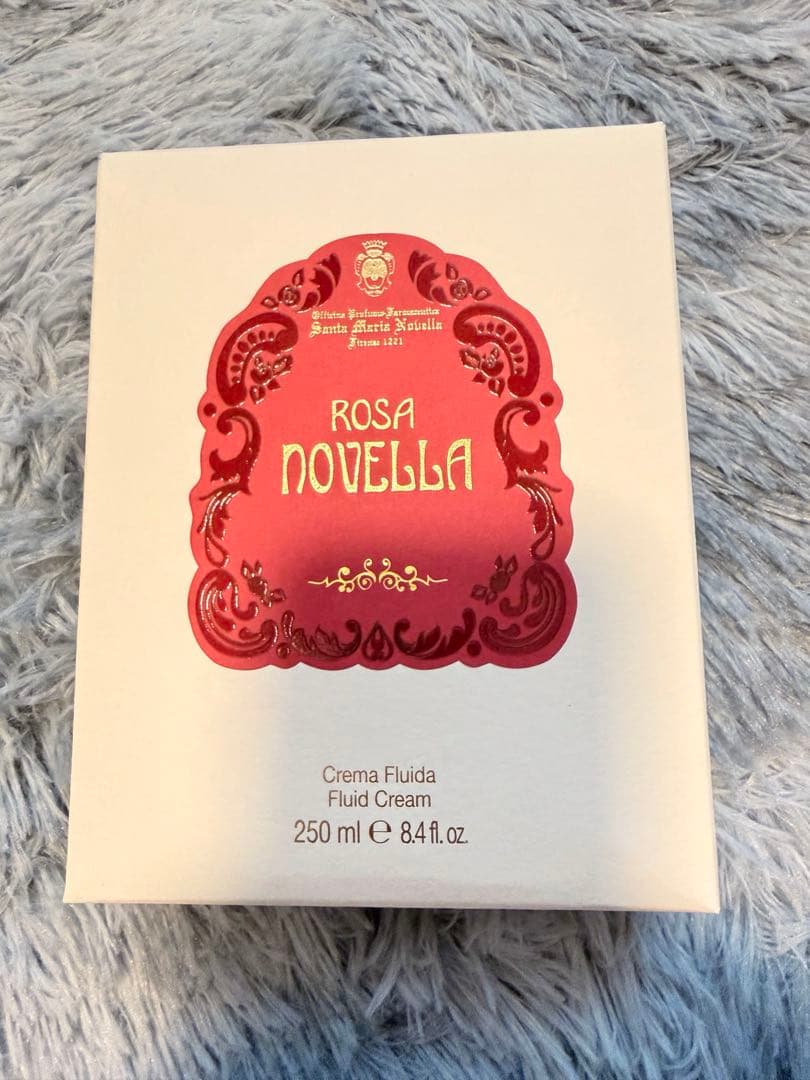 Officina Profumo-Farmaceutica
Santa Maria Novella
Firenze 1221
ROSA
NOVELLA
Crema Fluida
Fluid Cream
250 ml ℮ 8.4 fl. oz.